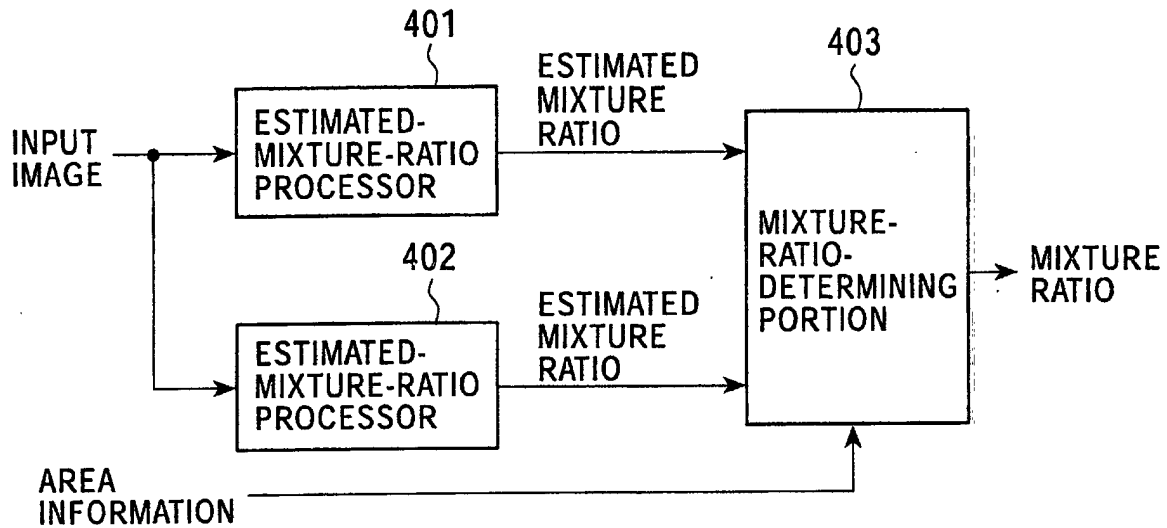 401
ESTIMATED
MIXTURE
RATIO
403
INPUT
IMAGE
ESTIMATED-
MIXTURE-RATIO
PROCESSOR
402
ESTIMATED
MIXTURE
RATIO
ESTIMATED-
MIXTURE-RATIO
PROCESSOR
MIXTURE-
RATIO-
DETERMINING
PORTION
MIXTURE
RATIO
AREA
INFORMATION